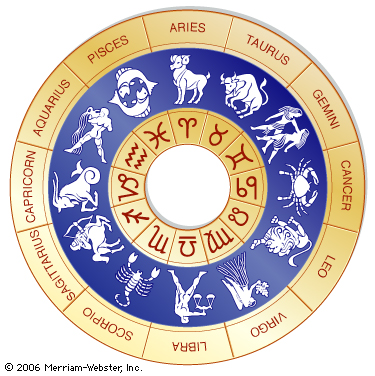 ARIES
TAURUS
GEMINI
CANCER
LEO
VIRGO
LIBRA
SCORPIO
SAGITTARIUS
CAPRICORN
AQUARIUS
PISCES
© 2006 Merriam-Webster, Inc.